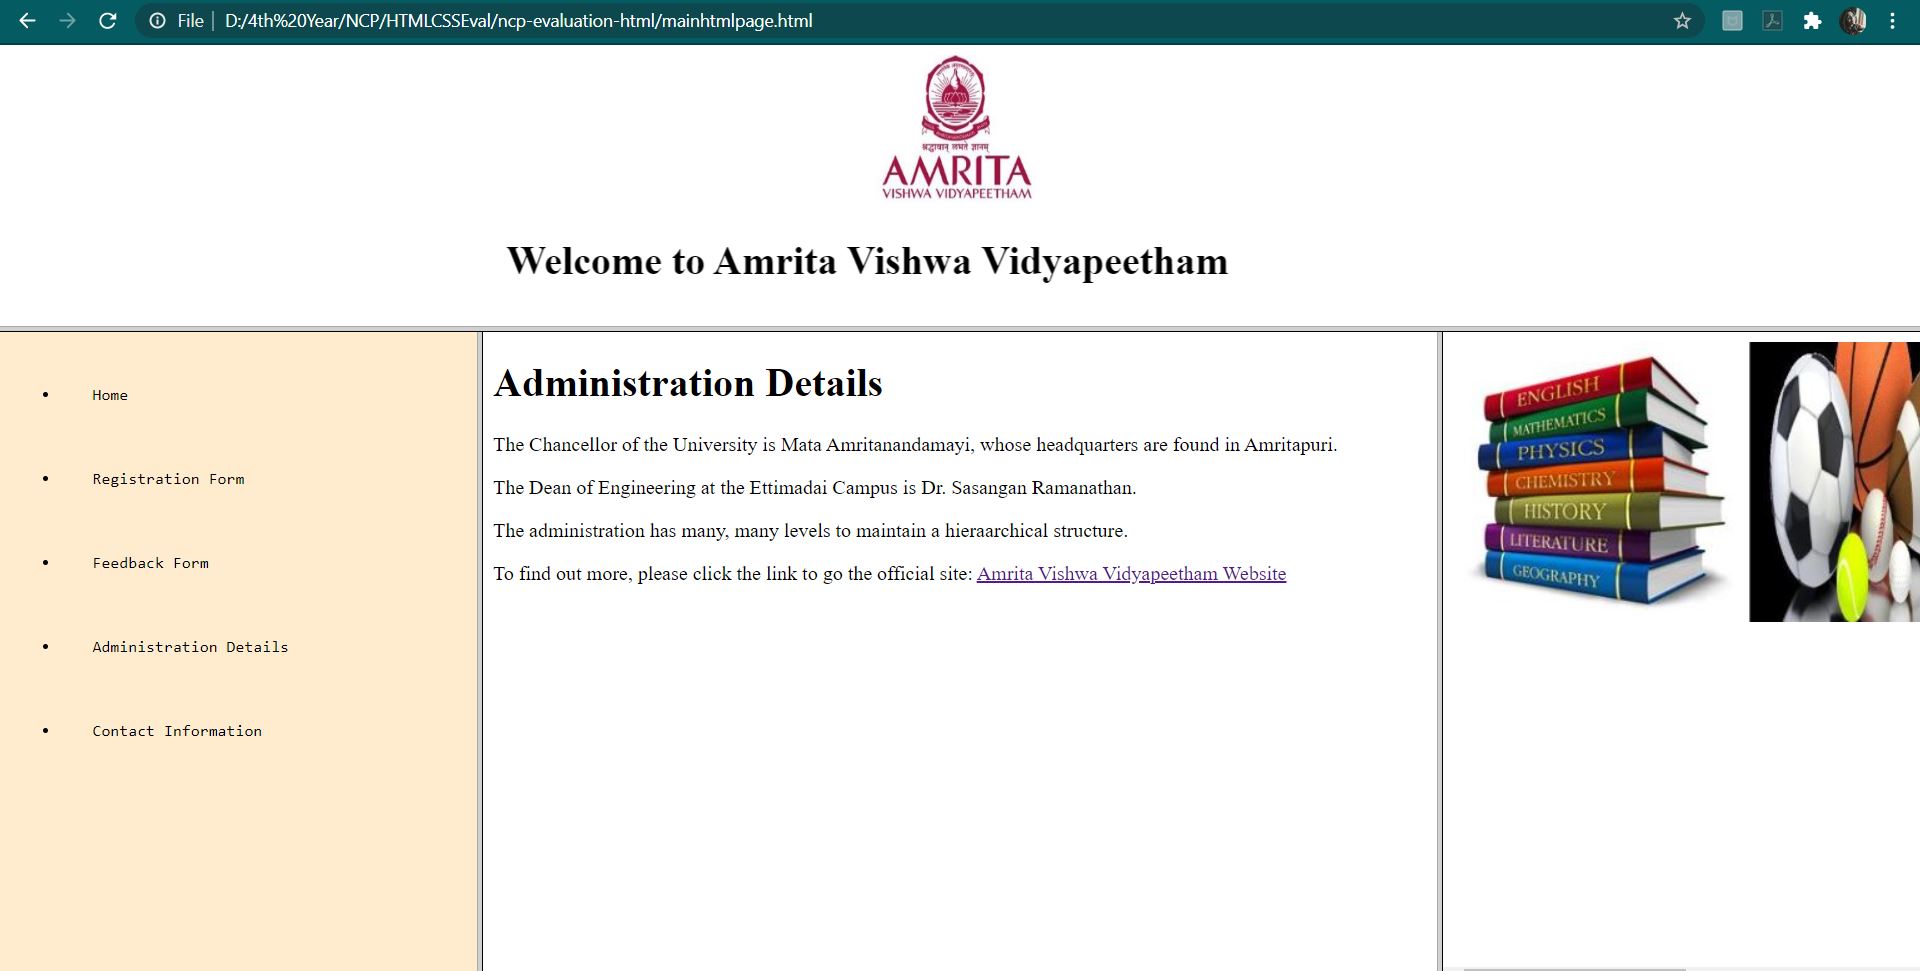 File | D:/4th%20Year/NCP/HTMLCSSEval/ncp-evaluation-html/mainhtmlpage.html
श्रद्धावान् लभते ज्ञानम्
AMRITA
VISHWA VIDYAPEETHAM
Welcome to Amrita Vishwa Vidyapeetham
Home
Registration Form
Feedback Form
Administration Details
Contact Information
Administration Details
The Chancellor of the University is Mata Amritanandamayi, whose headquarters are found in Amritapuri.
The Dean of Engineering at the Ettimadai Campus is Dr. Sasangan Ramanathan.
The administration has many, many levels to maintain a hieraarchical structure.
To find out more, please click the link to go the official site: Amrita Vishwa Vidyapeetham Website
ENGLISH
MATHEMATICS
PHYSICS
CHEMISTRY
HISTORY
LITERATURE
GEOGRAPHY